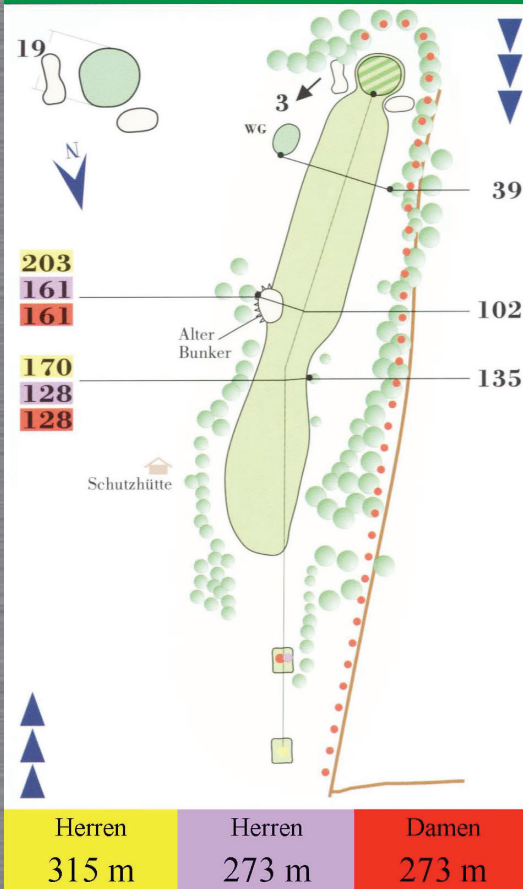 19
3
WG
N
39
203
161
161
102
Alter
Bunker
170
128
128
135
Schutzhütte
Herren
315 m
Herren
273 m
Damen
273 m